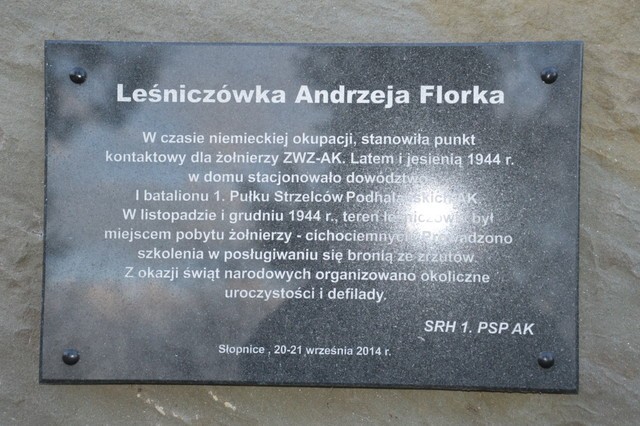 Leśniczówka Andrzeja Florka
W czasie niemieckiej okupacji, stanowiła punkt
kontaktowy dla żołnierzy ZWZ-AK. Latem i jesienią 1944 r.
w domu stacjonowało dowództwo
I batalionu 1. Pułku Strzelców Podhalańskich AK
W listopadzie i grudniu 1944 r., teren leśniczówki był
miejscem pobytu żołnierzy - cichociemnych. Prowadzono
szkolenia w posługiwaniu się bronią ze zrzutów.
Z okazji świąt narodowych organizowano okoliczne
uroczystości i defilady.
SRH 1. PSP AK
Słopnice , 20-21 września 2014 r.